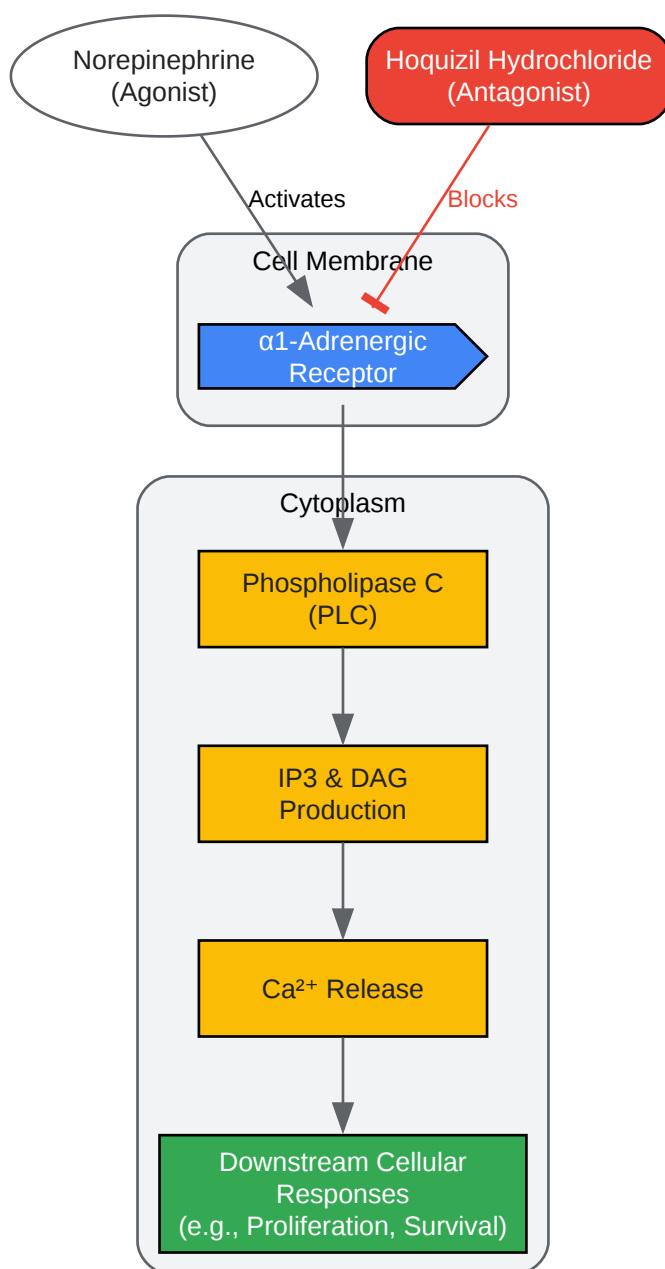 Norepinephrine
(Agonist)
Hoquizil Hydrochloride
(Antagonist)
Activates
Blocks
Cell Membrane
α1-Adrenergic
Receptor
Cytoplasm
Phospholipase C
(PLC)
IP3 & DAG
Production
Ca²⁺ Release
Downstream Cellular
Responses
(e.g., Proliferation, Survival)